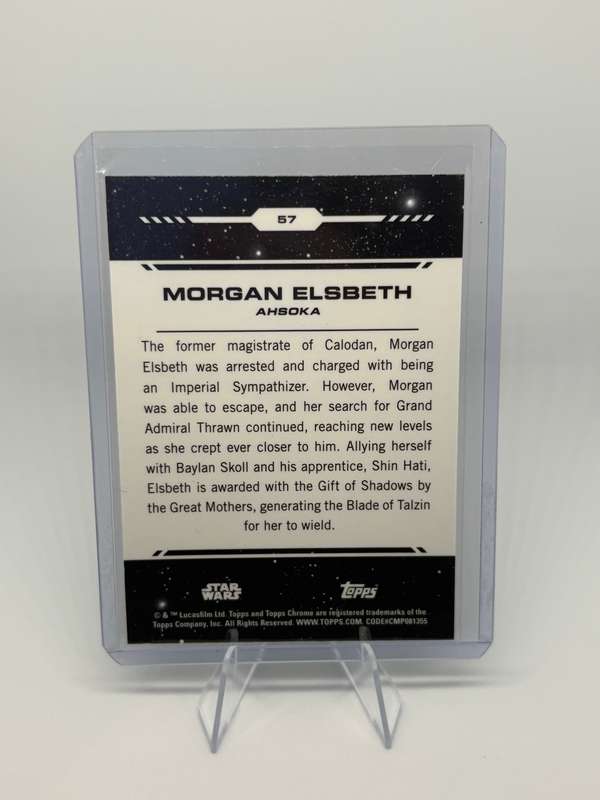 57
MORGAN ELSBETH
AHSOKA
The former magistrate of Calodan, Morgan
Elsbeth was arrested and charged with being
an Imperial Sympathizer. However, Morgan
was able to escape, and her search for Grand
Admiral Thrawn continued, reaching new levels
as she crept ever closer to him. Allying herself
with Baylan Skoll and his apprentice, Shin Hati,
Elsbeth is awarded with the Gift of Shadows by
the Great Mothers, generating the Blade of Talzin
for her to wield.
STAR WARS
Topps
© & ™ Lucasfilm Ltd. Topps and Topps Chrome are registered trademarks of the
Topps Company, Inc. All Rights Reserved. WWW.TOPPS.COM. CODE#CMP081355